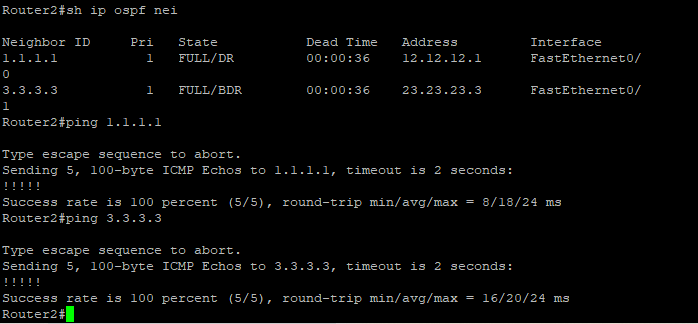 Router2#sh ip ospf nei
Neighbor ID     Pri   State           Dead Time   Address         Interface
1.1.1.1           1   FULL/DR         00:00:36    12.12.12.1      FastEthernet0/
0
3.3.3.3           1   FULL/BDR        00:00:36    23.23.23.3      FastEthernet0/
1
Router2#ping 1.1.1.1
Type escape sequence to abort.
Sending 5, 100-byte ICMP Echos to 1.1.1.1, timeout is 2 seconds:
!!!!!
Success rate is 100 percent (5/5), round-trip min/avg/max = 8/18/24 ms
Router2#ping 3.3.3.3
Type escape sequence to abort.
Sending 5, 100-byte ICMP Echos to 3.3.3.3, timeout is 2 seconds:
!!!!!
Success rate is 100 percent (5/5), round-trip min/avg/max = 16/20/24 ms
Router2#